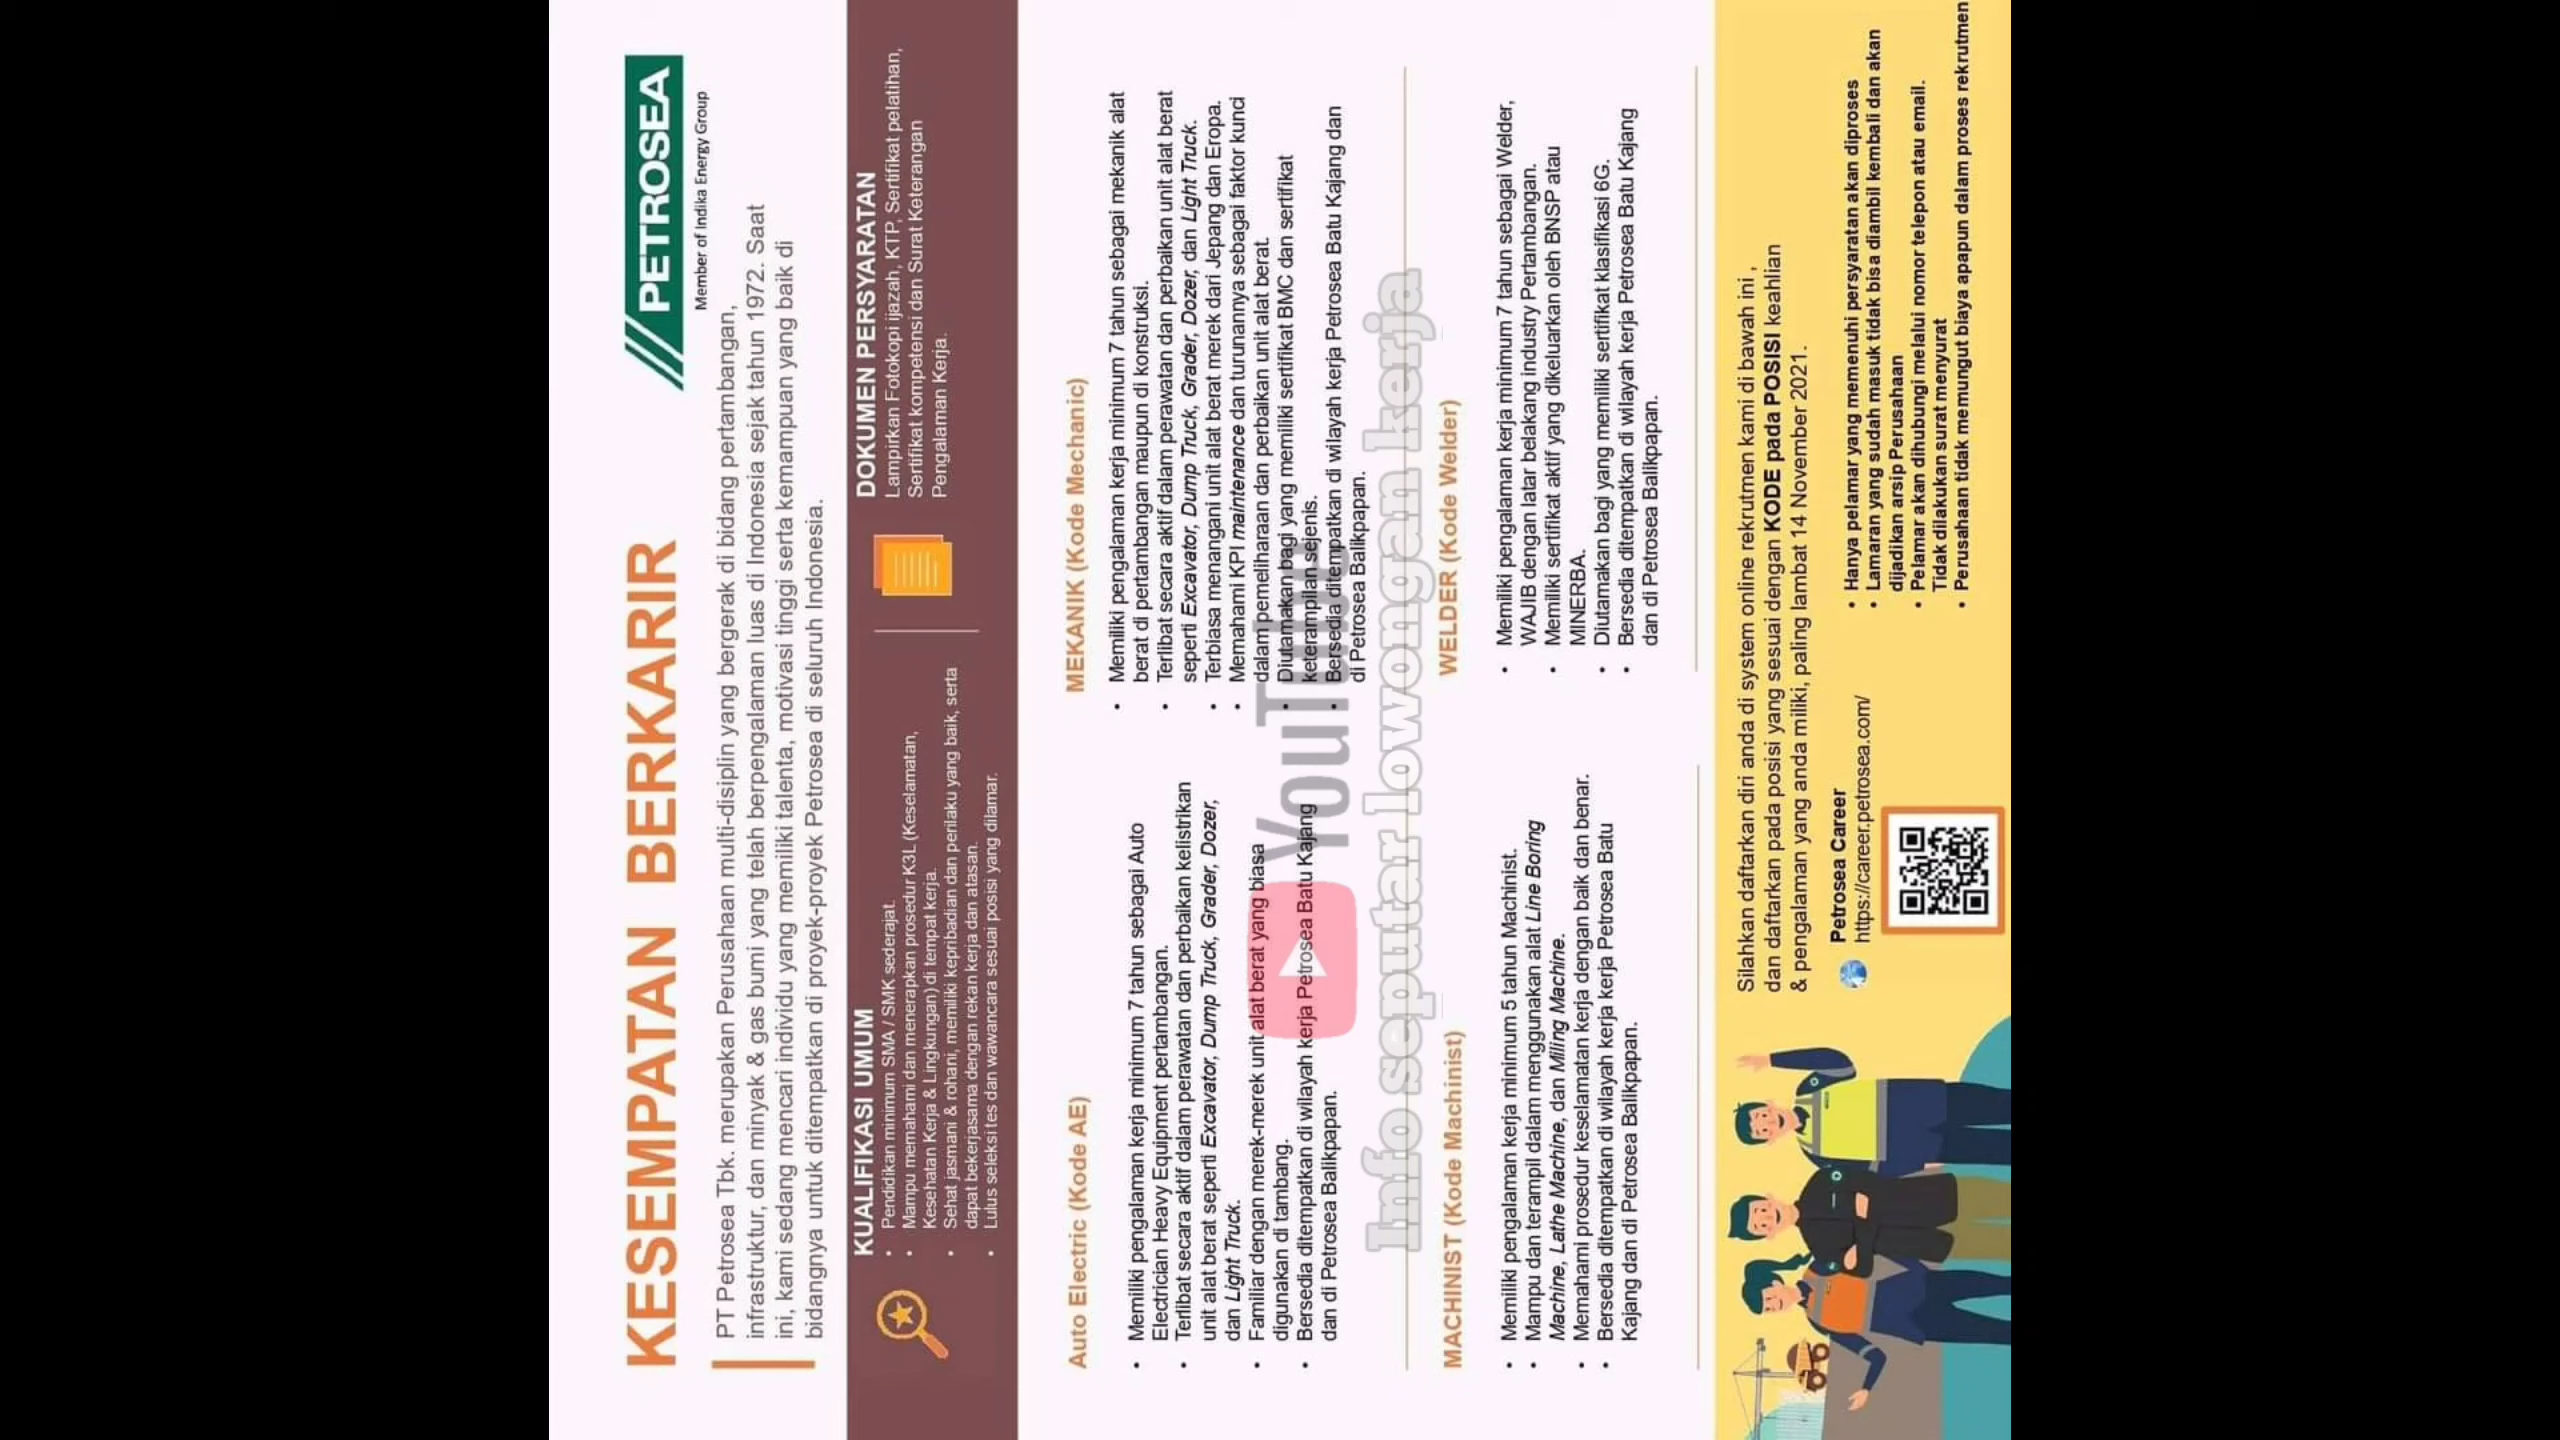 KESEMPATAN BERKARIR
PETROSEA
Member of Indika Energy Group
PT Petrosea Tbk. merupakan Perusahaan multi-disiplin yang bergerak di bidang pertambangan,
infrastruktur, dan minyak & gas bumi yang telah berpengalaman luas di Indonesia sejak tahun 1972. Saat
ini, kami sedang mencari individu yang memiliki talenta, motivasi tinggi serta kemampuan yang baik di
bidangnya untuk ditempatkan di proyek-proyek Petrosea di seluruh Indonesia.
KUALIFIKASI UMUM
• Pendidikan minimum SMA / SMK sederajat.
• Mampu memahami dan menerapkan prosedur K3L (Keselamatan,
Kesehatan Kerja & Lingkungan) di tempat kerja.
• Sehat jasmani & rohani, memiliki kepribadian dan perilaku yang baik, serta
dapat bekerjasama dengan rekan kerja dan atasan.
• Lulus seleksi tes dan wawancara sesuai posisi yang dilamar.
DOKUMEN PERSYARATAN
Lampirkan Fotokopi ijazah, KTP, Sertifikat pelatihan,
Sertifikat kompetensi dan Surat Keterangan
Pengalaman Kerja.
Auto Electric (Kode AE)
• Memiliki pengalaman kerja minimum 7 tahun sebagai Auto
Electrician Heavy Equipment pertambangan.
• Terlibat secara aktif dalam perawatan dan perbaikan kelistrikan
unit alat berat seperti Excavator, Dump Truck, Grader, Dozer,
dan Light Truck.
• Familiar dengan merek-merek unit alat berat yang biasa
digunakan di tambang.
• Bersedia ditempatkan di wilayah kerja Petrosea Batu Kajang
dan di Petrosea Balikpapan.
MEKANIK (Kode Mechanic)
• Memiliki pengalaman kerja minimum 7 tahun sebagai mekanik alat
berat di pertambangan maupun di konstruksi.
• Terlibat secara aktif dalam perawatan dan perbaikan unit alat berat
seperti Excavator, Dump Truck, Grader, Dozer, dan Light Truck.
• Terbiasa menangani unit alat berat merek dari Jepang dan Eropa.
• Memahami KPI maintenance dan turunannya sebagai faktor kunci
dalam pemeliharaan dan perbaikan unit alat berat.
• Diutamakan bagi yang memiliki sertifikat BMC dan sertifikat
keterampilan sejenis.
• Bersedia ditempatkan di wilayah kerja Petrosea Batu Kajang dan
di Petrosea Balikpapan.
YouTube
Info seputar lowongan kerja
MACHINIST (Kode Machinist)
• Memiliki pengalaman kerja minimum 5 tahun Machinist.
• Mampu dan terampil dalam menggunakan alat Line Boring
Machine, Lathe Machine, dan Miling Machine.
• Memahami prosedur keselamatan kerja dengan baik dan benar.
• Bersedia ditempatkan di wilayah kerja kerja Petrosea Batu
Kajang dan di Petrosea Balikpapan.
WELDER (Kode Welder)
• Memiliki pengalaman kerja minimum 7 tahun sebagai Welder,
WAJIB dengan latar belakang industry Pertambangan.
• Memiliki sertifikat aktif yang dikeluarkan oleh BNSP atau
MINERBA.
• Diutamakan bagi yang memiliki sertifikat klasifikasi 6G.
• Bersedia ditempatkan di wilayah kerja Petrosea Batu Kajang
dan di Petrosea Balikpapan.
Silahkan daftarkan diri anda di system online rekrutmen kami di bawah ini ,
dan daftarkan pada posisi yang sesuai dengan KODE pada POSISI keahlian
& pengalaman yang anda miliki, paling lambat 14 November 2021.
Petrosea Career
https://career.petrosea.com/
• Hanya pelamar yang memenuhi persyaratan akan diproses
• Lamaran yang sudah masuk tidak bisa diambil kembali dan akan
dijadikan arsip Perusahaan
• Pelamar akan dihubungi melalui nomor telepon atau email.
Tidak dilakukan surat menyurat
• Perusahaan tidak memungut biaya apapun dalam proses rekrutmen